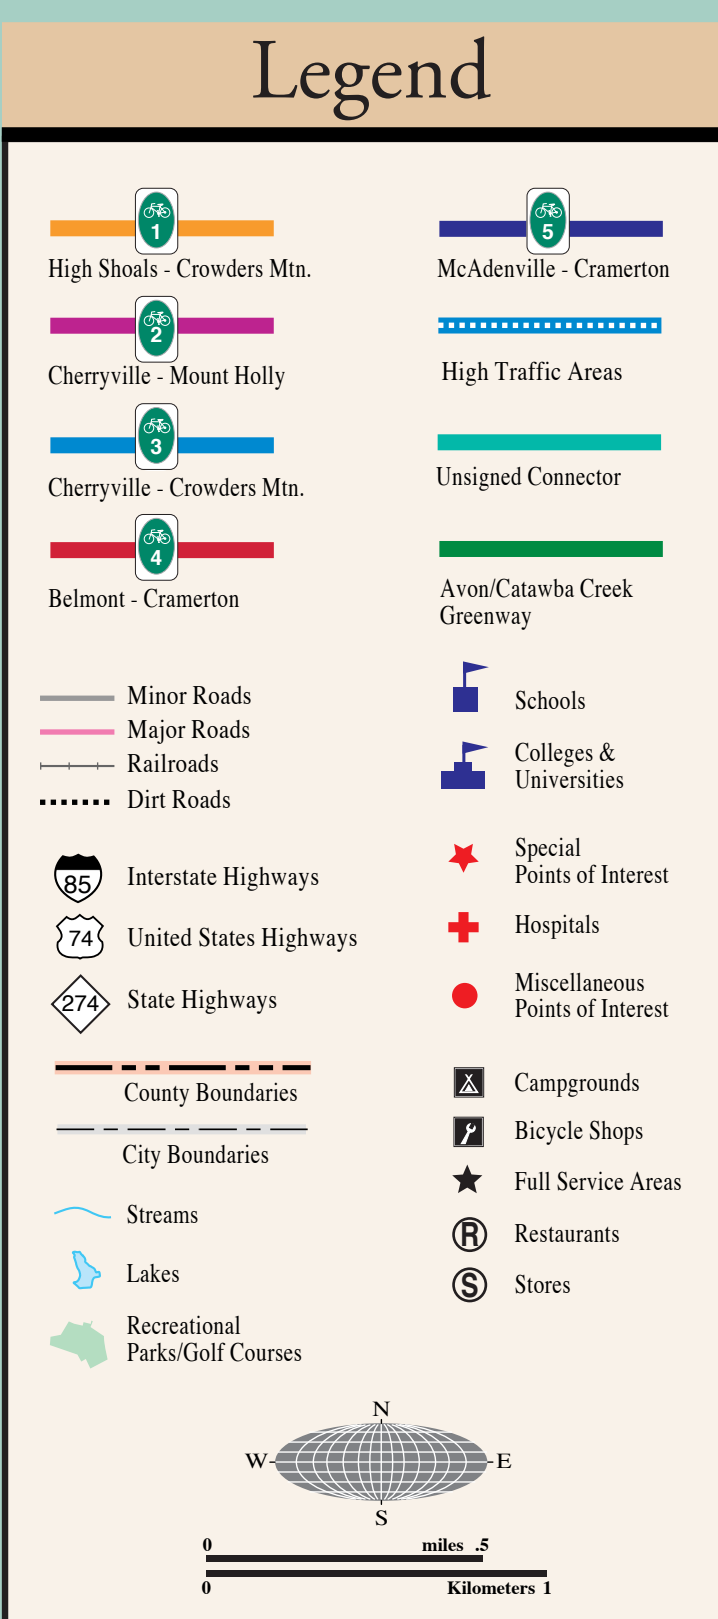 Legend
1
High Shoals - Crowders Mtn.
2
Cherryville - Mount Holly
3
Cherryville - Crowders Mtn.
4
Belmont - Cramerton
5
McAdenville - Cramerton
High Traffic Areas
Unsigned Connector
Avon/Catawba Creek
Greenway
Minor Roads
Major Roads
Railroads
Dirt Roads
85
Interstate Highways
74
United States Highways
274
State Highways
County Boundaries
City Boundaries
Streams
Lakes
Recreational
Parks/Golf Courses
Schools
Colleges &
Universities
Special
Points of Interest
Hospitals
Miscellaneous
Points of Interest
Campgrounds
Bicycle Shops
Full Service Areas
R
Restaurants
S
Stores
N
W
E
S
0 miles .5
0 Kilometers 1